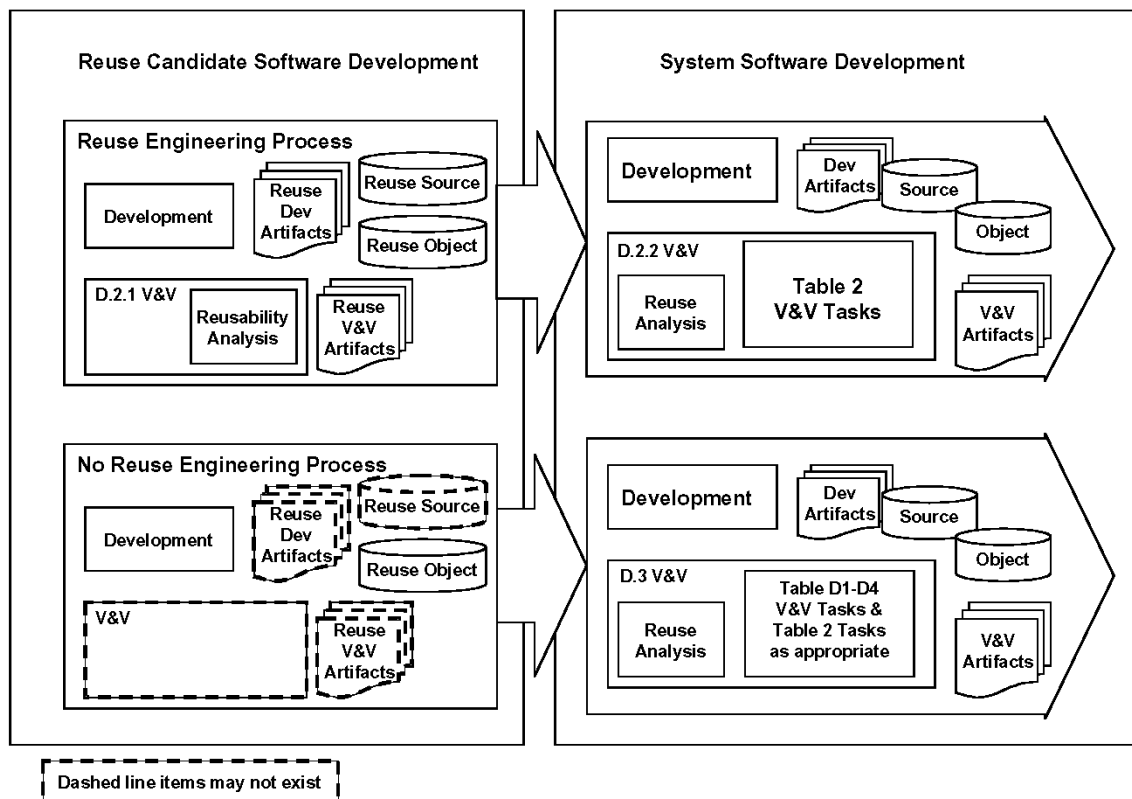 Reuse Candidate Software Development
Reuse Engineering Process
Development
Reuse
Dev
Artifacts
Reuse Source
Reuse Object
D.2.1 V&V
Reusability
Analysis
Reuse
V&V
Artifacts
No Reuse Engineering Process
Development
Reuse
Dev
Artifacts
Reuse Source
Reuse Object
V&V
Reuse
V&V
Artifacts
System Software Development
Development
Dev
Artifacts
Source
Object
D.2.2 V&V
Reuse
Analysis
Table 2
V&V Tasks
V&V
Artifacts
Development
Dev
Artifacts
Source
Object
D.3 V&V
Reuse
Analysis
Table D1-D4
V&V Tasks &
Table 2 Tasks
as appropriate
V&V
Artifacts
Dashed line items may not exist